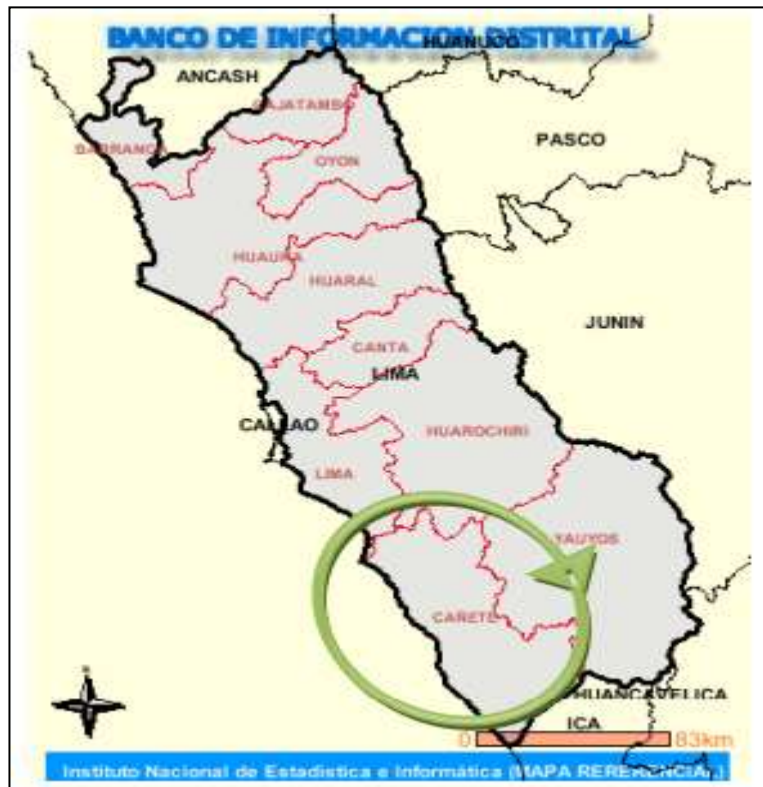 BANCO DE INFORMACION DISTRITAL
HUANUCO
ANCASH
CAJATAMBO
PASCO
BARRANCA
OYON
HUAURA
HUARAL
JUNIN
CANTA
LIMA
CALLAO
HUAROCHIRI
LIMA
YAUYOS
CAÑETE
HUANCAVELICA
ICA
0 83km
Instituto Nacional de Estadistica e Informática (MAPA RERERENCIAL)